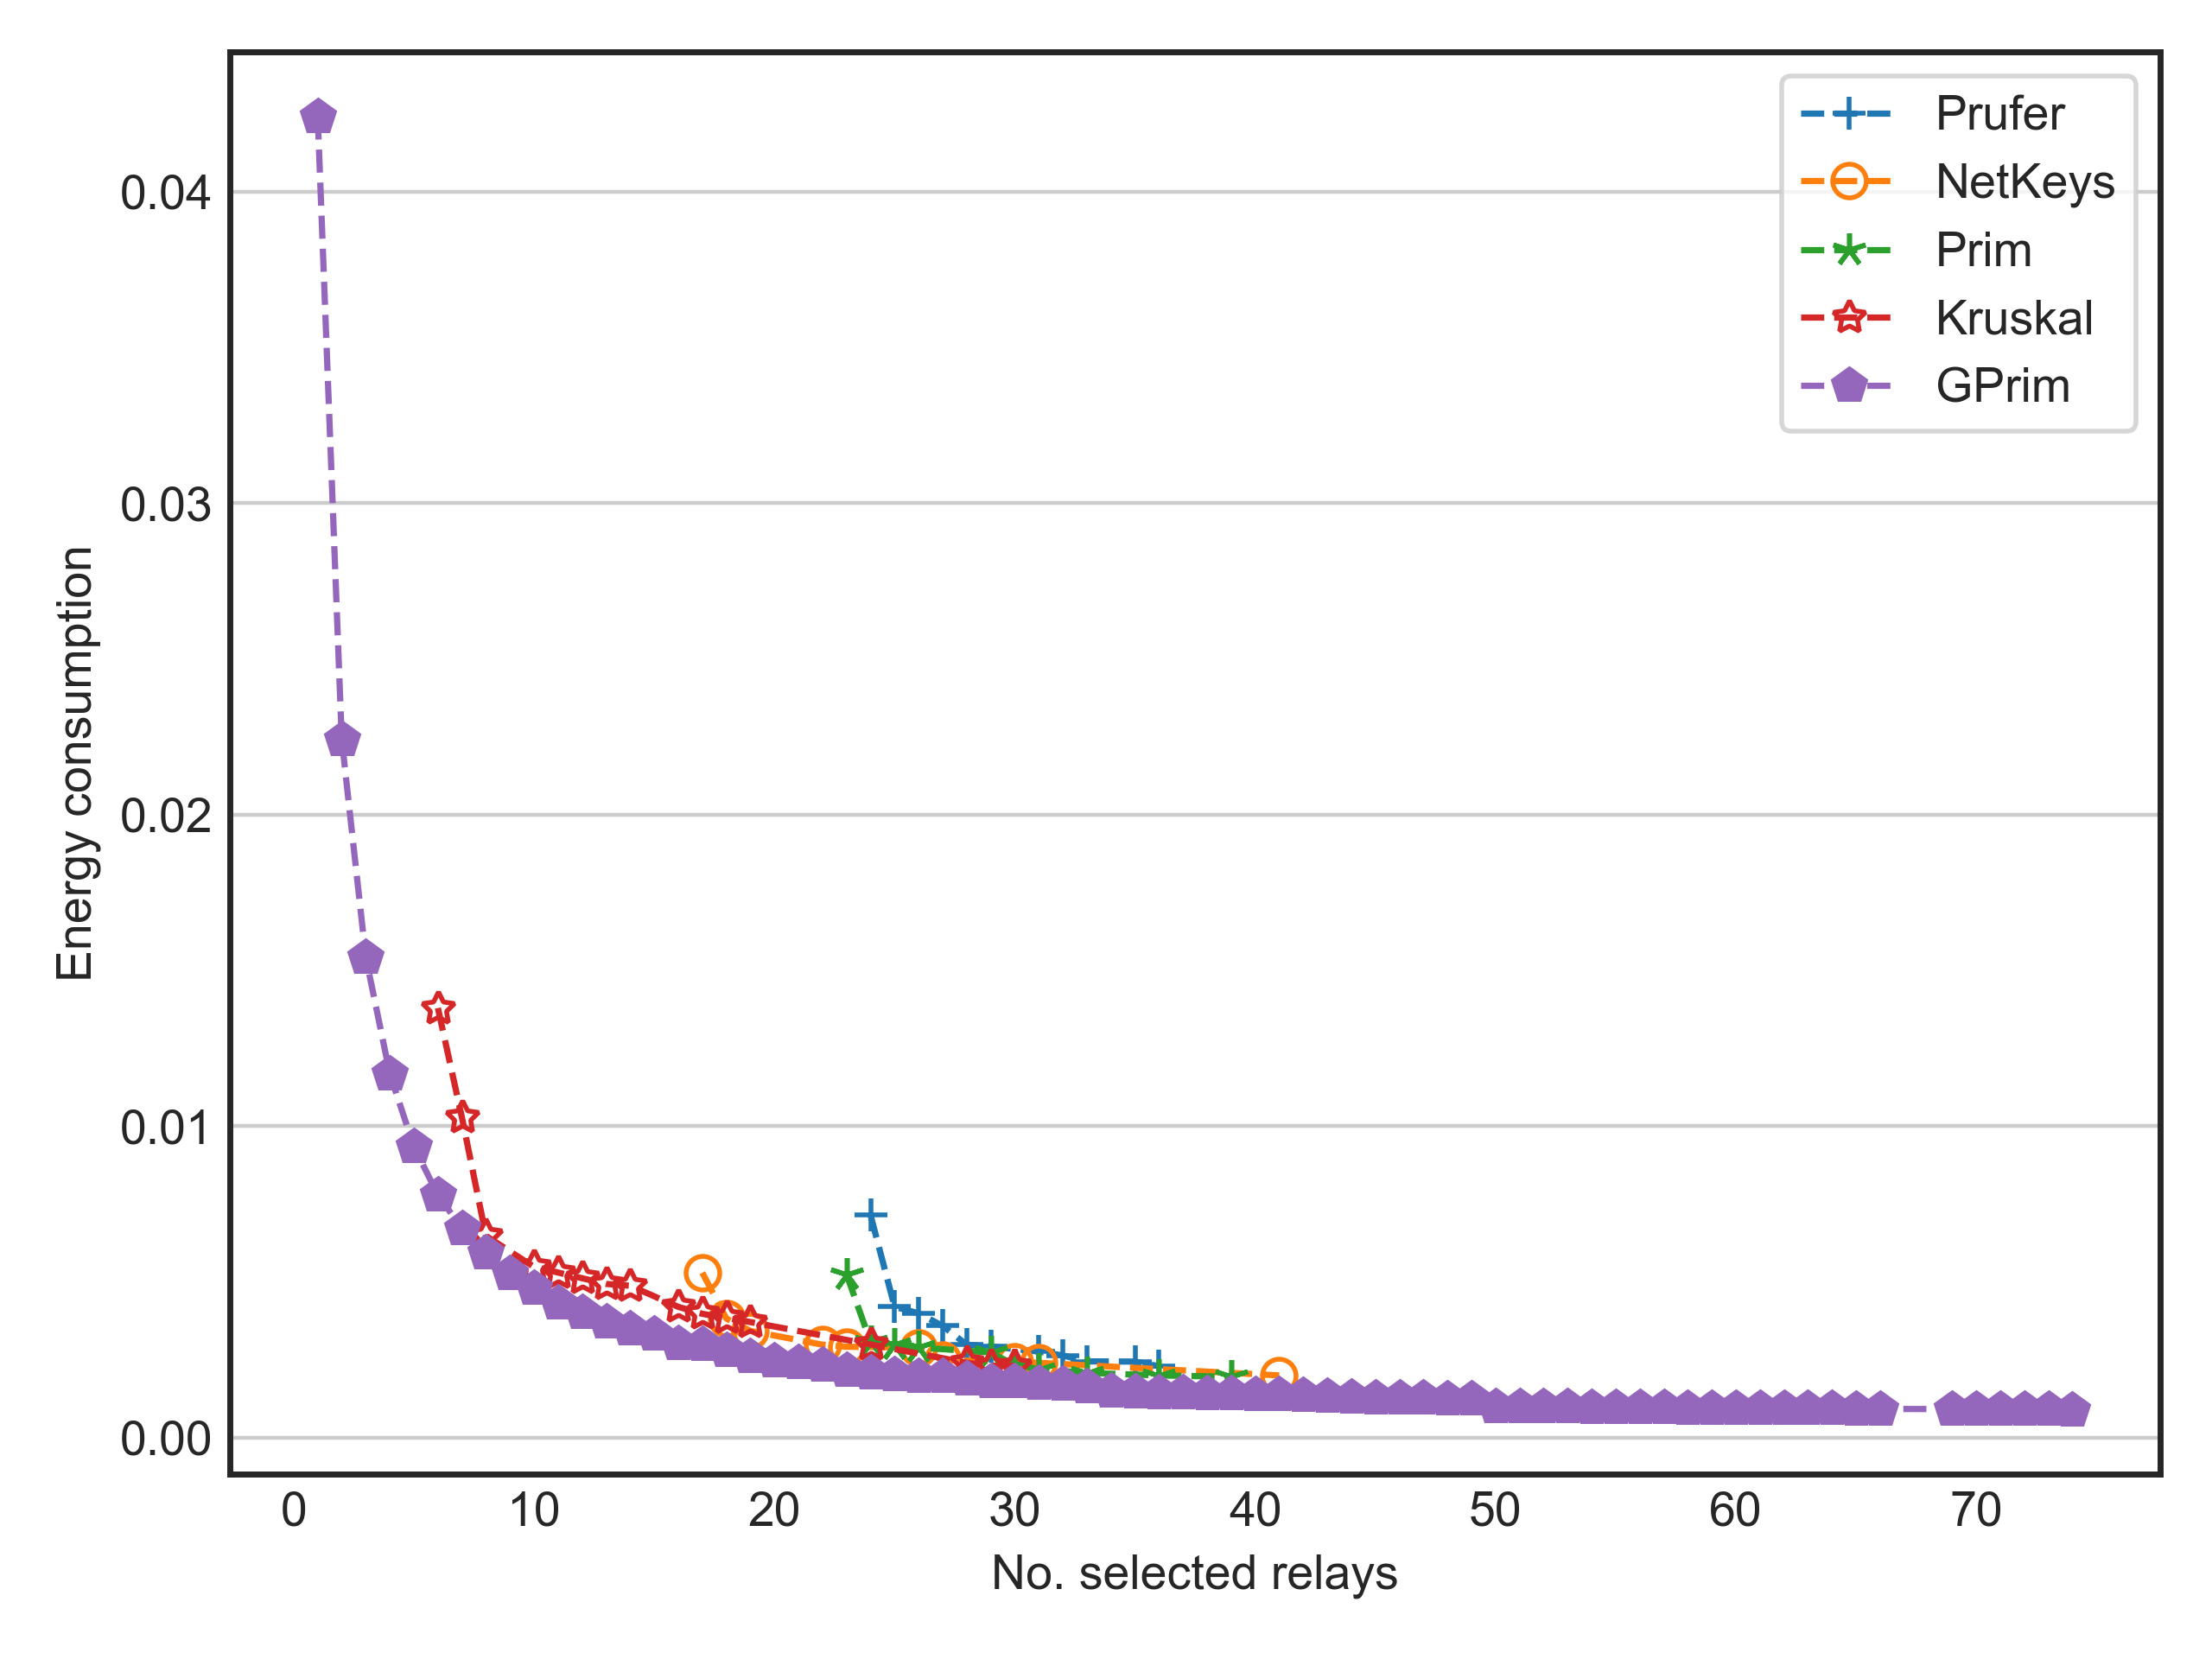 Prufer
NetKeys
Prim
Kruskal
GPrim
Energy consumption
0.04
0.03
0.02
0.01
0.00
0 10 20 30 40 50 60 70
No. selected relays